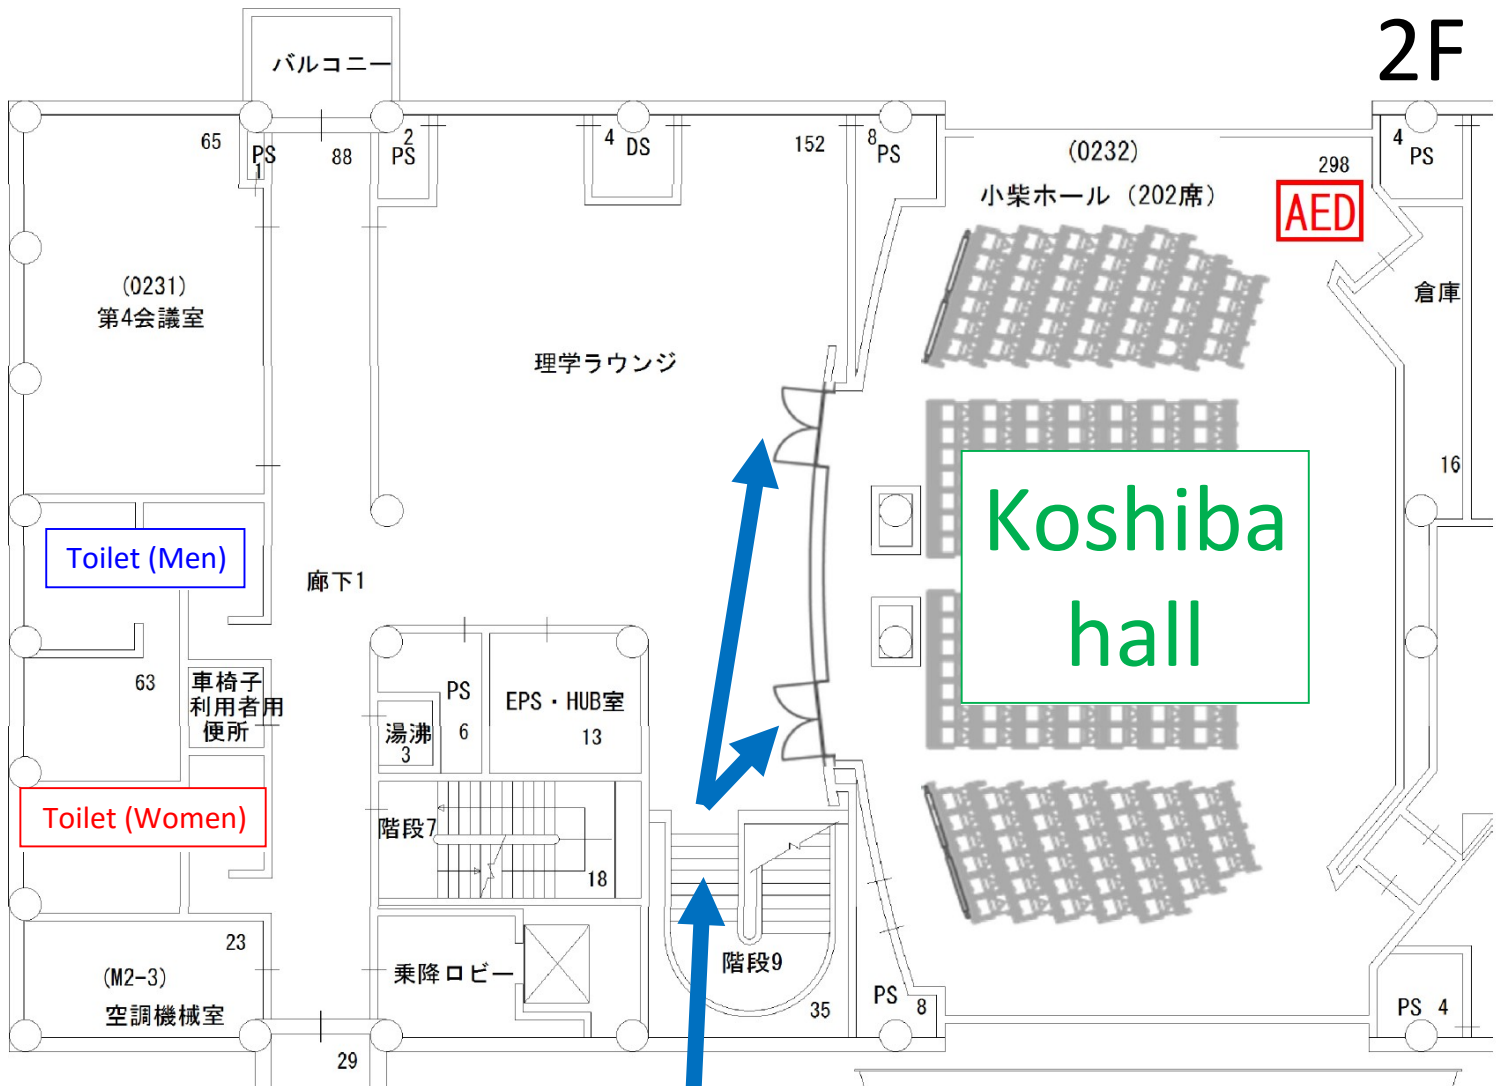 2F
バルコニー
65
PS
1
88
2
PS
4
DS
152
8
PS
(0232)
小柴ホール（202席）
298
AED
4
PS
(0231)
第4会議室
理学ラウンジ
倉庫
16
Koshiba
hall
Toilet (Men)
廊下1
63
車椅子
利用者用
便所
PS
6
湯沸
3
EPS・HUB室
13
Toilet (Women)
階段7
18
23
(M2-3)
空調機械室
乗降ロビー
階段9
35
PS
8
PS
4
29